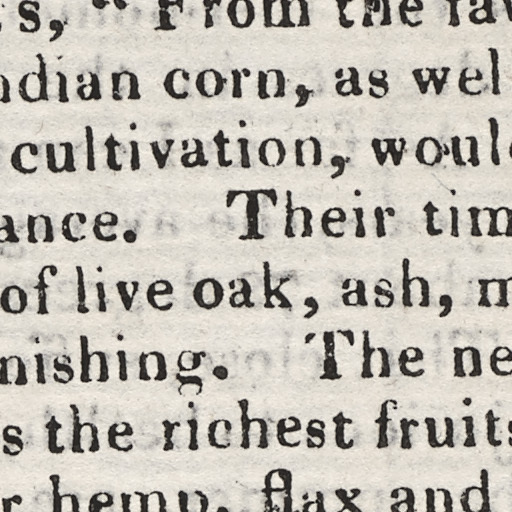 s, " From the
ndian corn, as wel
cultivation, would
ance. Their tim
of live oak, ash, m
nishing. The ne
s the richest fruits
r hemp, flax and